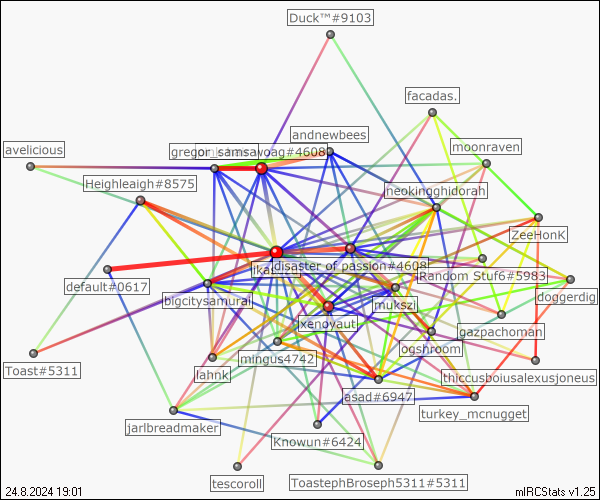 Duck™#9103
facadas.
andnewbees
avelicious
gregor_samsa
woag#4608
moonraven
Heighleaigh#8575
neokingghidorah
ZeeHonK
disaster of passion#4608
Random Stuf6#5983
default#0617
bigcitysamurai
mukszi
doggerdig
xenoyaut
gazpachoman
ogshroom
mingus4742
Toast#5311
lahnk
thiccusboiusalexusjoneus
asad#6947
turkey_mcnugget
jarlbreadmaker
Knowun#6424
tescoroll
ToastephBroseph5311#5311
24.8.2024 19:01
mIRCStats v1.25